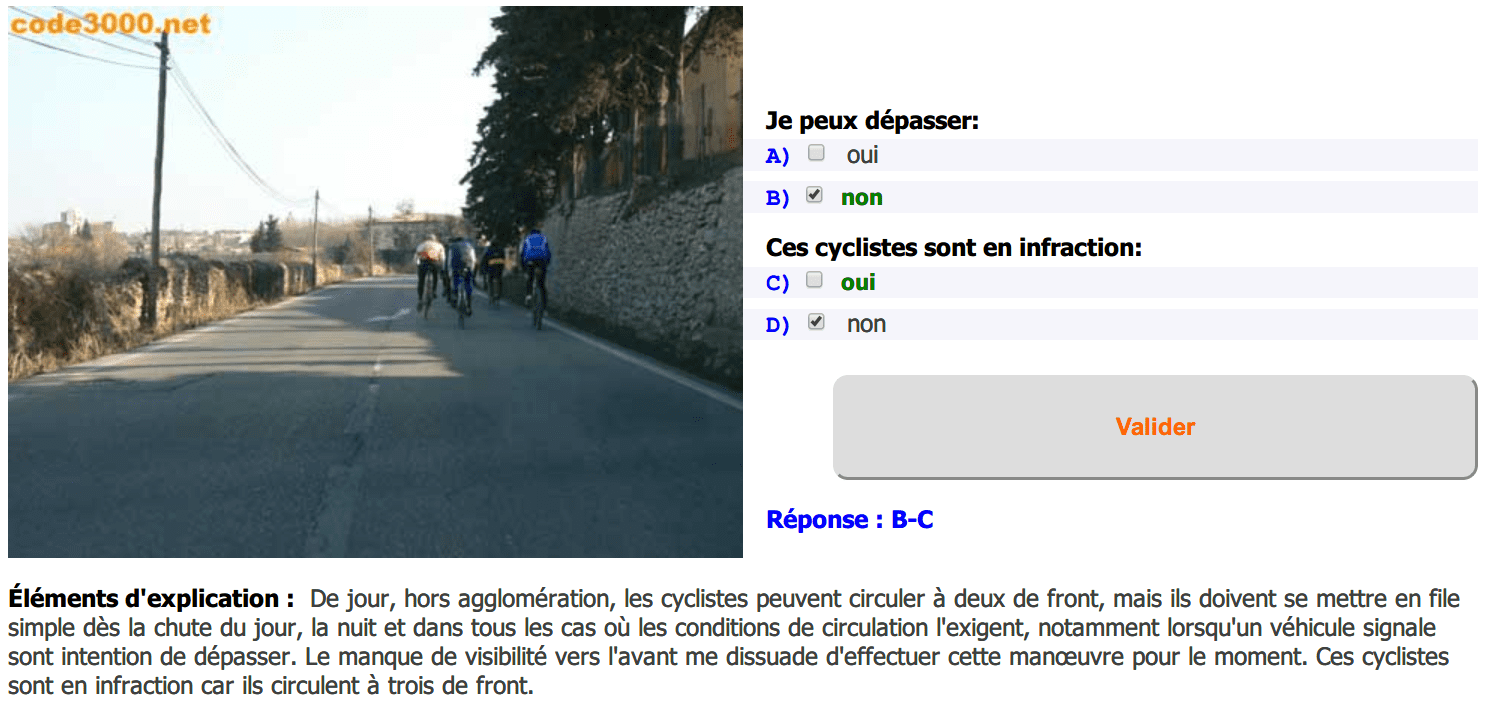 code3000.net
Je peux dépasser:
A) oui
B) non
Ces cyclistes sont en infraction:
C) oui
D) non
Valider
Réponse : B-C
Éléments d'explication : De jour, hors agglomération, les cyclistes peuvent circuler à deux de front, mais ils doivent se mettre en file
simple dès la chute du jour, la nuit et dans tous les cas où les conditions de circulation l'exigent, notamment lorsqu'un véhicule signale
sont intention de dépasser. Le manque de visibilité vers l'avant me dissuade d'effectuer cette manœuvre pour le moment. Ces cyclistes
sont en infraction car ils circulent à trois de front.